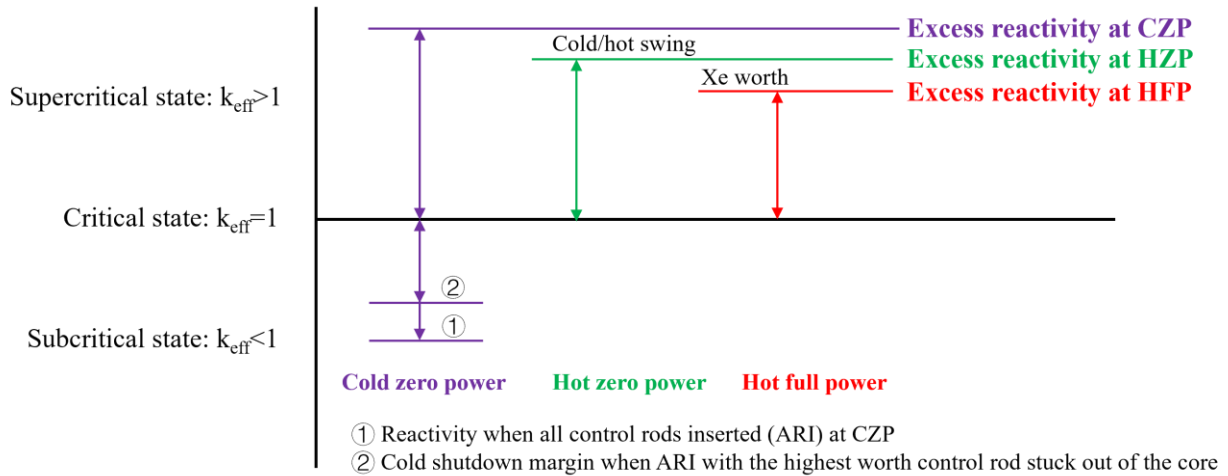 Excess reactivity at CZP
Cold/hot swing
Excess reactivity at HZP
Xe worth
Excess reactivity at HFP
Supercritical state: keff>1
Critical state: keff=1
②
①
Subcritical state: keff<1
Cold zero power
Hot zero power
Hot full power
① Reactivity when all control rods inserted (ARI) at CZP
② Cold shutdown margin when ARI with the highest worth control rod stuck out of the core